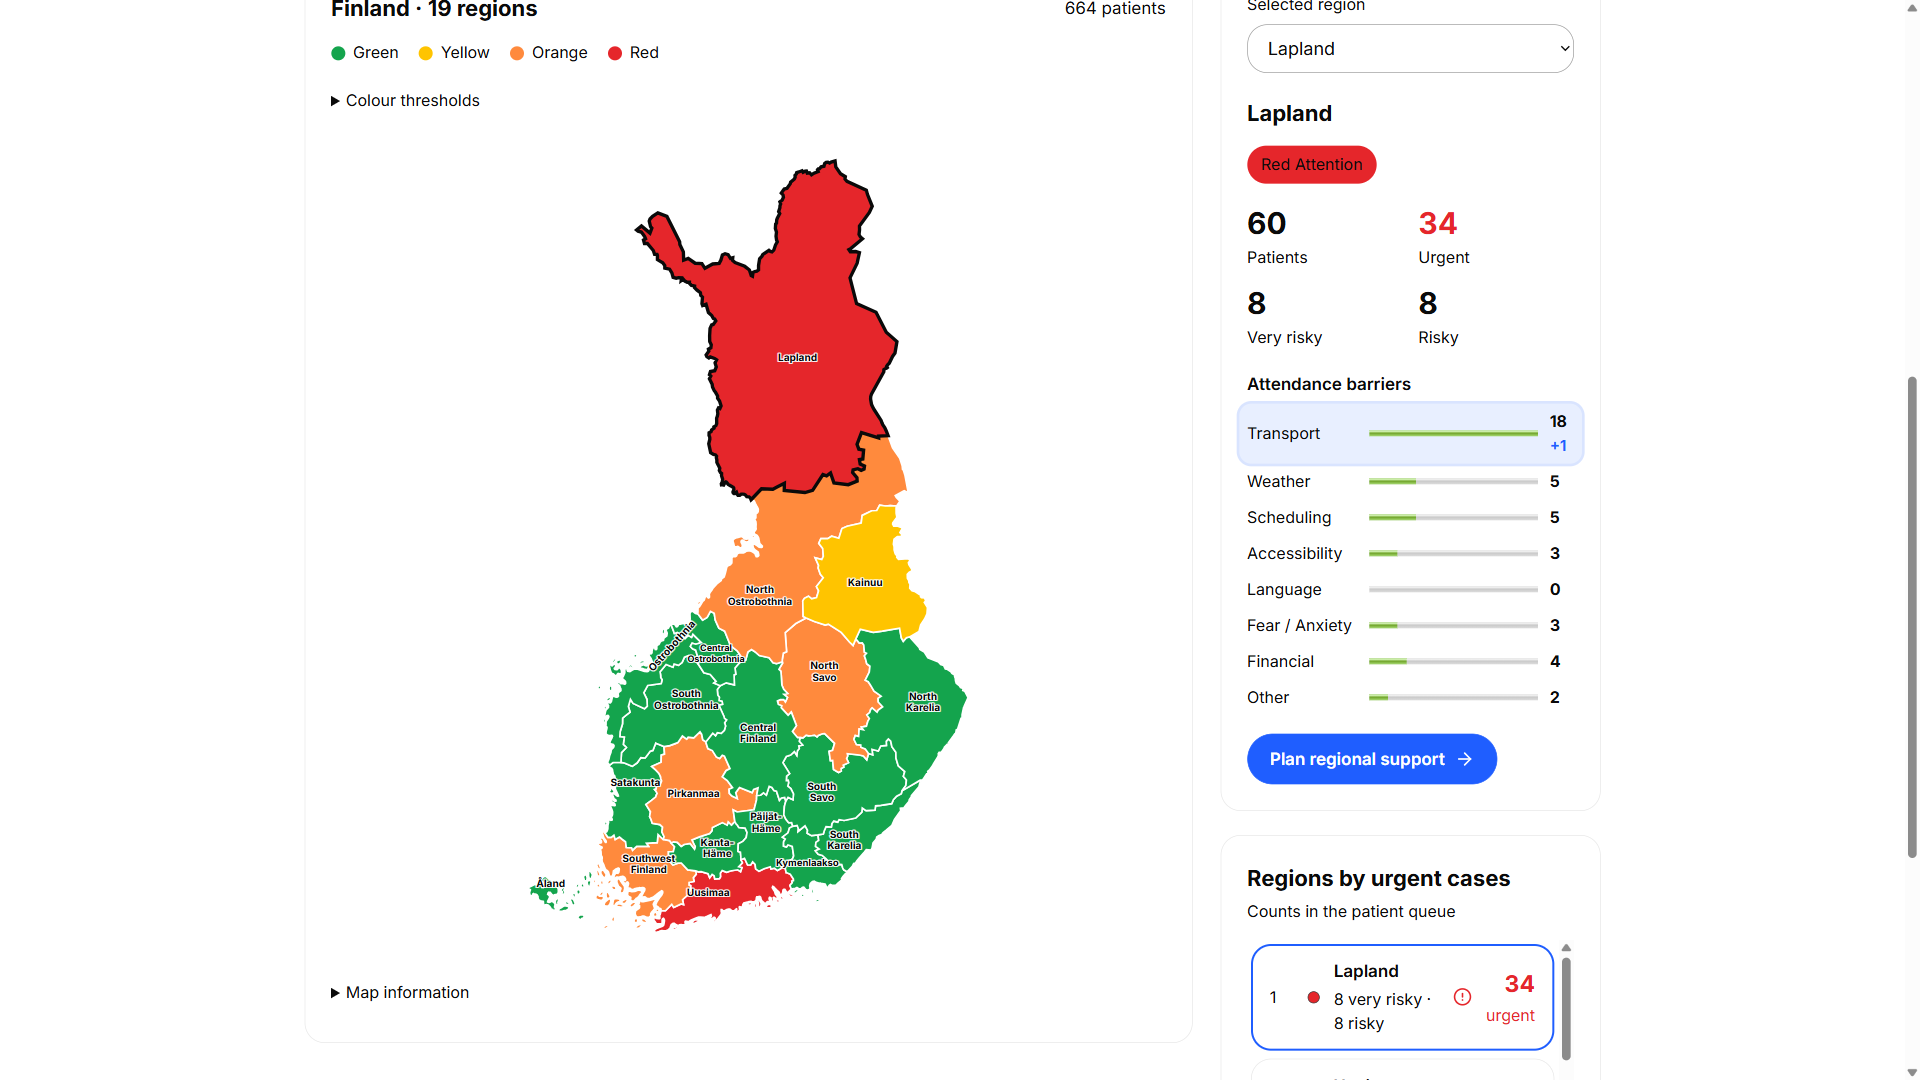 Finland · 19 regions
664 patients
Green
Yellow
Orange
Red
Colour thresholds
Lapland
North
Ostrobothnia
Kainuu
Ostrobothnia
Central
Ostrobothnia
North
Savo
South
Ostrobothnia
North
Karelia
Central
Finland
Satakunta
Pirkanmaa
South
Savo
Päijät-
Häme
South
Karelia
Kanta-
Häme
Kymenlaakso
Southwest
Finland
Åland
Uusimaa
Map information
Selected region
Lapland
Lapland
Red Attention
60
Patients
34
Urgent
8
Very risky
8
Risky
Attendance barriers
Transport
18
+1
Weather
5
Scheduling
5
Accessibility
3
Language
0
Fear / Anxiety
3
Financial
4
Other
2
Plan regional support
Regions by urgent cases
Counts in the patient queue
1
Lapland
8 very risky ·
8 risky
34
urgent